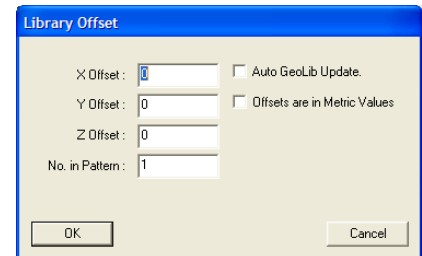 Library Offset
X Offset : 0 Auto GeoLib Update.
Y Offset : 0 Offsets are in Metric Values
Z Offset : 0
No. in Pattern : 1
OK Cancel